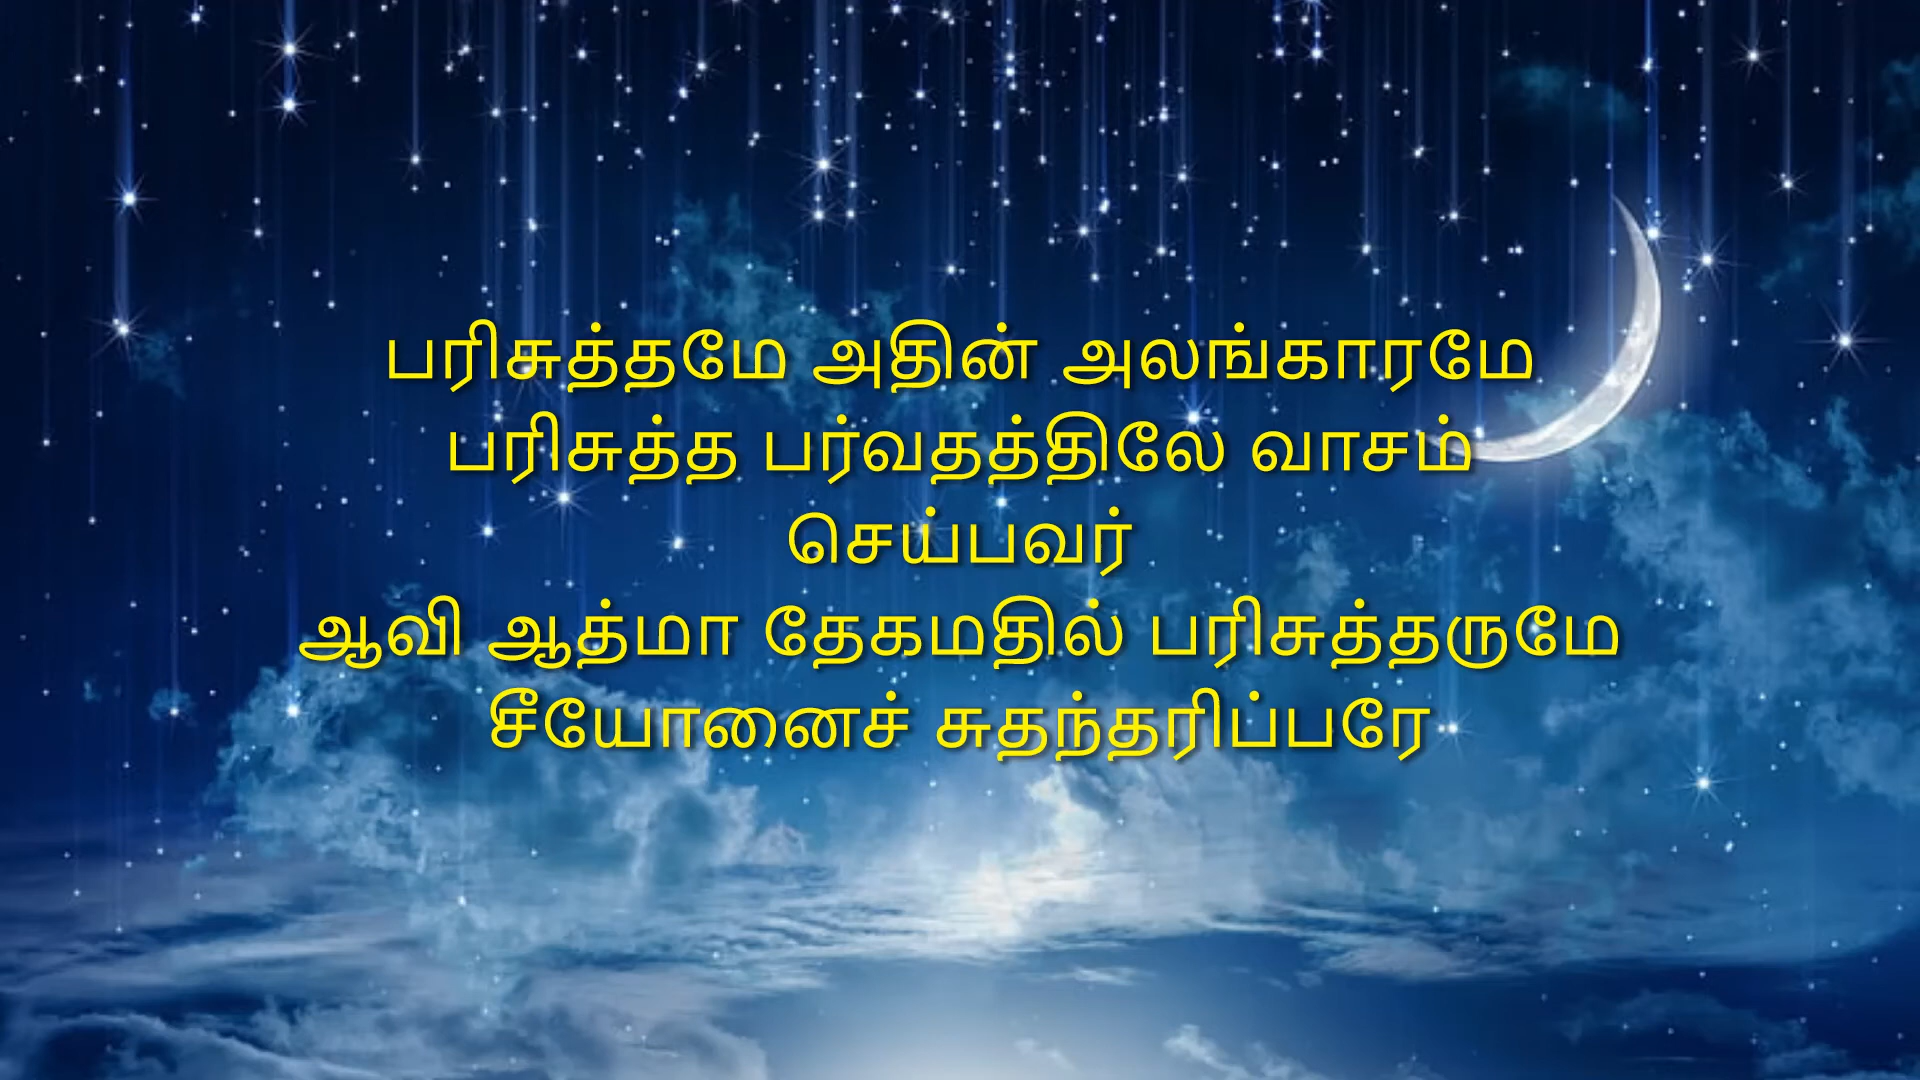 பரிசுத்தமே அதின் அலங்காரமே
பரிசுத்த பர்வதத்திலே வாசம்
செய்பவர்
ஆவி ஆத்மா தேகமதில் பரிசுத்தருமே
சீயோனைச் சுதந்தரிப்பரே